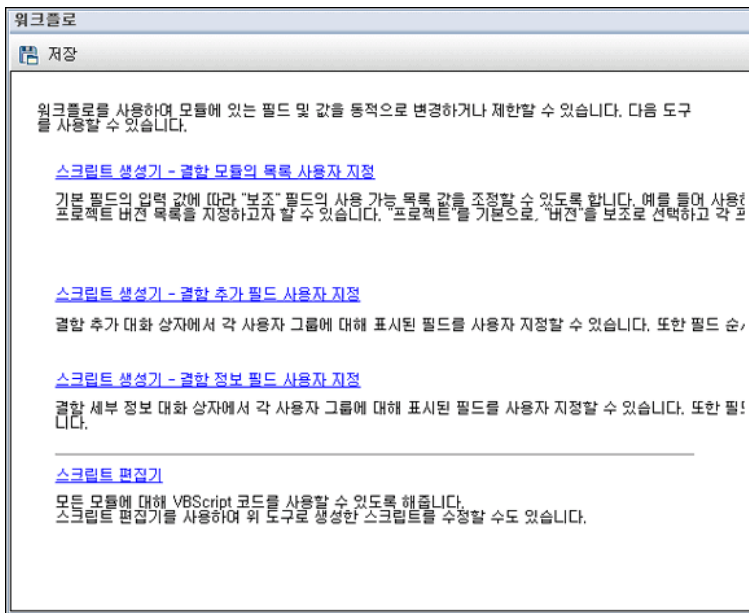 워크플로
저장
워크플로를 사용하여 모듈에 있는 필드 및 값을 동적으로 변경하거나 제한할 수 있습니다. 다음 도구
를 사용할 수 있습니다.
스크립트 생성기 - 결함 모듈의 목록 사용자 지정
기본 필드의 입력 값에 따라 "보조" 필드의 사용 가능 목록 값을 조정할 수 있도록 합니다. 예를 들어
프로젝트 버전 목록을 지정하고자 할 수 있습니다. "프로젝트"를 기본으로, "버전"을 보조로 선택하고 각
스크립트 생성기 - 결함 추가 필드 사용자 지정
결함 추가 대화 상자에서 각 사용자 그룹에 대해 표시된 필드를 사용자 지정할 수 있습니다. 또한 필드
스크립트 생성기 - 결함 정보 필드 사용자 지정
결함 세부 정보 대화 상자에서 각 사용자 그룹에 대해 표시된 필드를 사용자 지정할 수 있습니다. 또한
니다.
스크립트 편집기
모든 모듈에 대해 VBScript 코드를 사용할 수 있도록 해줍니다.
스크립트 편집기를 사용하여 위 도구로 생성한 스크립트를 수정할 수도 있습니다.